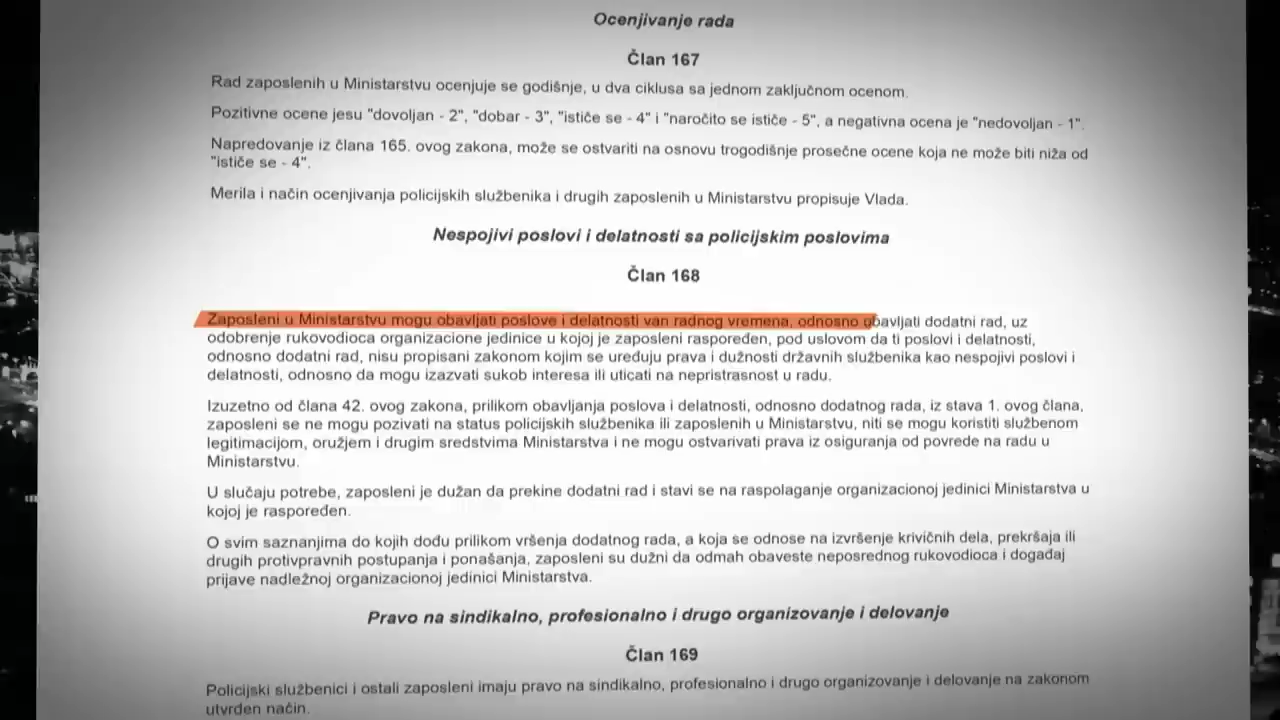 Ocenjivanje rada
Član 167
Rad zaposlenih u Ministarstvu ocenjuje se godišnje, u dva ciklusa sa jednom zaključnom ocenom.
Pozitivne ocene jesu "dovoljan - 2", "dobar - 3", "ističe se - 4" i "naročito se ističe - 5", a negativna ocena je "nedovoljan - 1".
Napredovanje iz člana 165. ovog zakona, može se ostvariti na osnovu trogodišnje prosečne ocene koja ne može biti niža od
"ističe se - 4".
Merila i način ocenjivanja policijskih službenika i drugih zaposlenih u Ministarstvu propisuje Vlada.
Nespojivi poslovi i delatnosti sa policijskim poslovima
Član 168
Zaposleni u Ministarstvu mogu obavljati poslove i delatnosti van radnog vremena, odnosno obavljati dodatni rad, uz
odobrenje rukovodioca organizacione jedinice u kojoj je zaposleni raspoređen, pod uslovom da ti poslovi i delatnosti,
odnosno dodatni rad, nisu propisani zakonom kojim se uređuju prava i dužnosti državnih službenika kao nespojivi poslovi i
delatnosti, odnosno da mogu izazvati sukob interesa ili uticati na nepristrasnost u radu.
Izuzetno od člana 42. ovog zakona, prilikom obavljanja poslova i delatnosti, odnosno dodatnog rada, iz stava 1. ovog člana,
zaposleni se ne mogu pozivati na status policijskih službenika ili zaposlenih u Ministarstvu, niti se mogu koristiti službenom
legitimacijom, oružjem i drugim sredstvima Ministarstva i ne mogu ostvarivati prava iz osiguranja od povrede na radu u
Ministarstvu.
U slučaju potrebe, zaposleni je dužan da prekine dodatni rad i stavi se na raspolaganje organizacionoj jedinici Ministarstva u
kojoj je raspoređen.
O svim saznanjima do kojih dođu prilikom vršenja dodatnog rada, a koja se odnose na izvršenje krivičnih dela, prekršaja ili
drugih protivpravnih postupanja i ponašanja, zaposleni su dužni da odmah obaveste neposrednog rukovodioca i događaj
prijave nadležnoj organizacionoj jedinici Ministarstva.
Pravo na sindikalno, profesionalno i drugo organizovanje i delovanje
Član 169
Policijski službenici i ostali zaposleni imaju pravo na sindikalno, profesionalno i drugo organizovanje i delovanje na zakonom
utvrđen način.